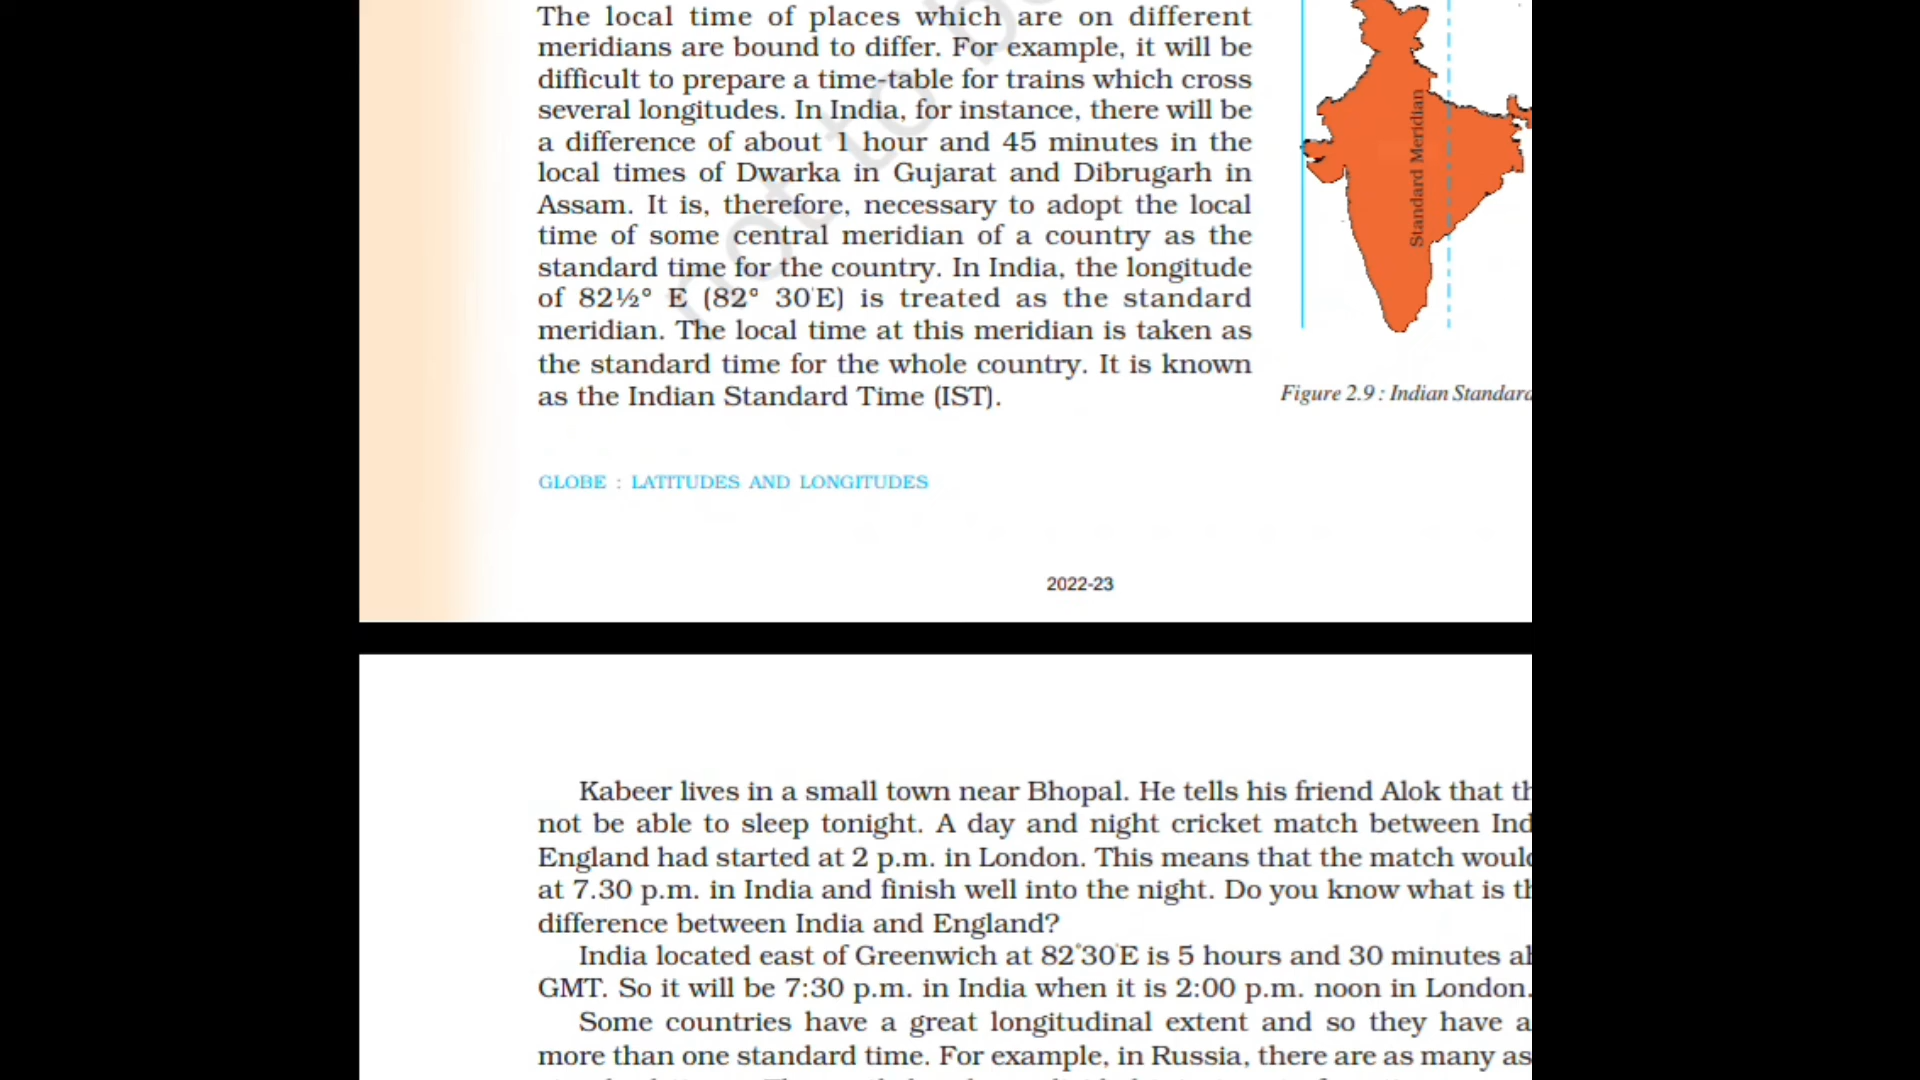 The local time of places which are on different
meridians are bound to differ. For example, it will be
difficult to prepare a time-table for trains which cross
several longitudes. In India, for instance, there will be
a difference of about 1 hour and 45 minutes in the
local times of Dwarka in Gujarat and Dibrugarh in
Assam. It is, therefore, necessary to adopt the local
time of some central meridian of a country as the
standard time for the country. In India, the longitude
of 82½° E (82° 30'E) is treated as the standard
meridian. The local time at this meridian is taken as
the standard time for the whole country. It is known
as the Indian Standard Time (IST).
Standard Meridian
Figure 2.9 : Indian Standard
not to b
GLOBE : LATITUDES AND LONGITUDES
2022-23
Kabeer lives in a small town near Bhopal. He tells his friend Alok that
not be able to sleep tonight. A day and night cricket match between
England had started at 2 p.m. in London. This means that the match
at 7.30 p.m. in India and finish well into the night. Do you know what is
difference between India and England?
India located east of Greenwich at 82°30'E is 5 hours and 30 minutes
GMT. So it will be 7:30 p.m. in India when it is 2:00 p.m. noon in London.
Some countries have a great longitudinal extent and so they have a
more than one standard time. For example, in Russia, there are as many as